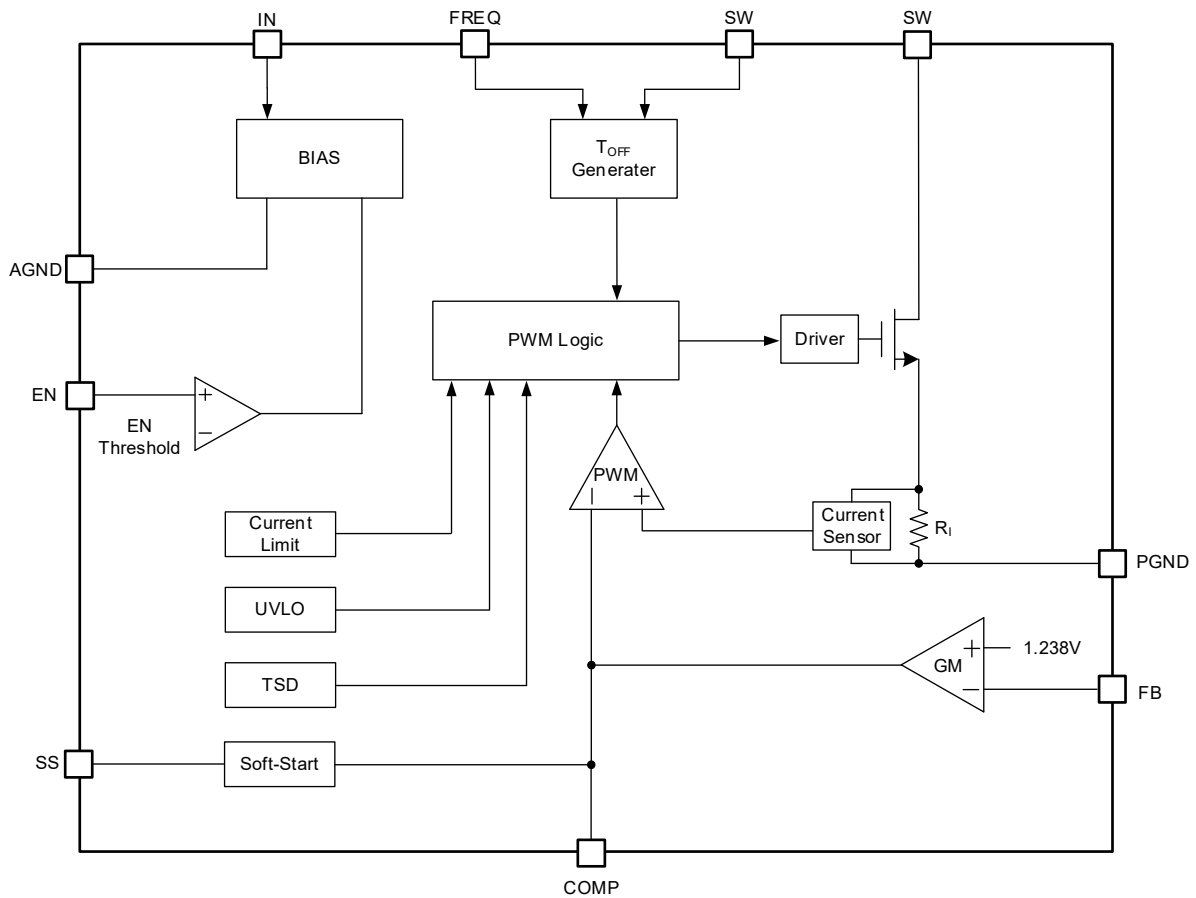 IN
FREQ
SW
SW
BIAS
TOFF
Generater
AGND
PWM Logic
Driver
EN
+
−
EN
Threshold
PWM
−
+
Current
Limit
Current
Sensor
RI
PGND
UVLO
GM
+
−
1.238V
TSD
FB
SS
Soft-Start
COMP